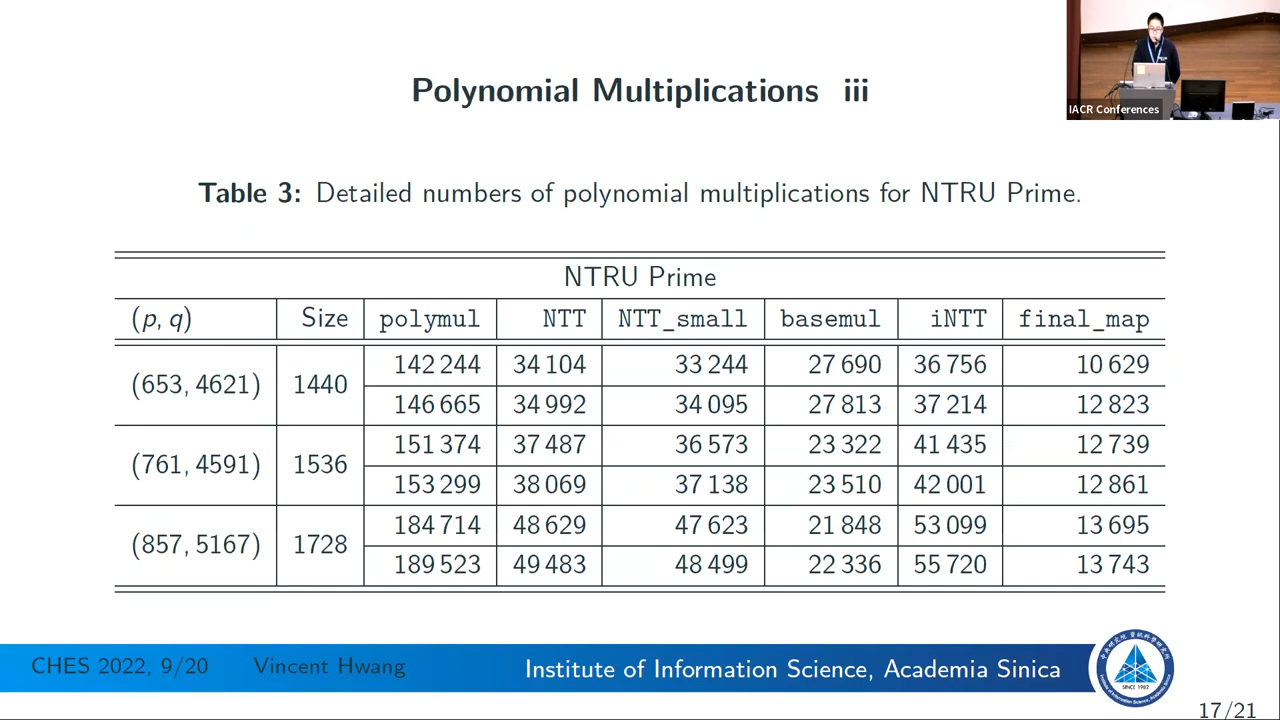 IACR Conferences
Polynomial Multiplications iii
Table 3: Detailed numbers of polynomial multiplications for NTRU Prime.
NTRU Prime
(p, q) Size polymul NTT NTT_small basemul iNTT final_map
(653, 4621) 1440 142 244 34 104 33 244 27 690 36 756 10 629
146 665 34 992 34 095 27 813 37 214 12 823
(761, 4591) 1536 151 374 37 487 36 573 23 322 41 435 12 739
153 299 38 069 37 138 23 510 42 001 12 861
(857, 5167) 1728 184 714 48 629 47 623 21 848 53 099 13 695
189 523 49 483 48 499 22 336 55 720 13 743
CHES 2022, 9/20 Vincent Hwang Institute of Information Science, Academia Sinica
SINCE 1982
17/21